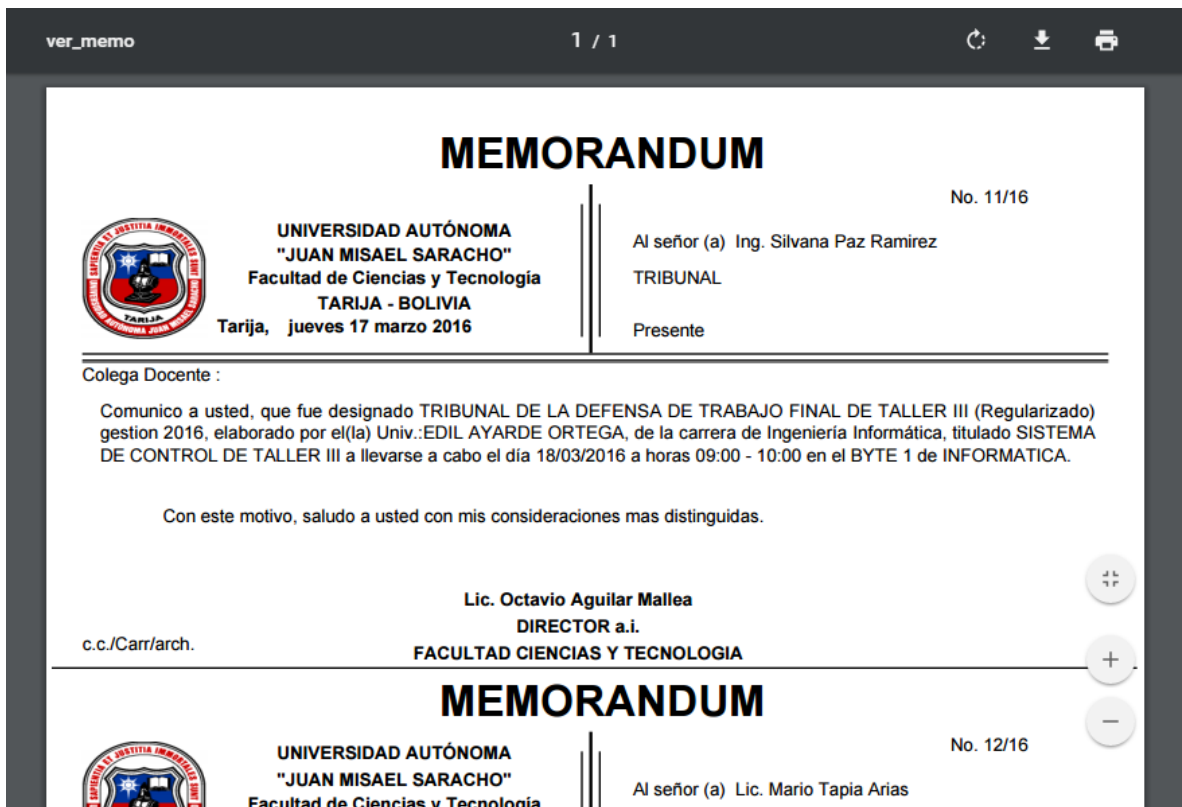 ver_memo
1 / 1
MEMORANDUM
No. 11/16
UNIVERSIDAD AUTÓNOMA
"JUAN MISAEL SARACHO"
Facultad de Ciencias y Tecnología
TARIJA - BOLIVIA
Tarija, jueves 17 marzo 2016
TARIJA
Al señor (a) Ing. Silvana Paz Ramirez
TRIBUNAL
Presente
Colega Docente :
Comunico a usted, que fue designado TRIBUNAL DE LA DEFENSA DE TRABAJO FINAL DE TALLER III (Regularizado)
gestion 2016, elaborado por el(la) Univ.:EDIL AYARDE ORTEGA, de la carrera de Ingeniería Informática, titulado SISTEMA
DE CONTROL DE TALLER III a llevarse a cabo el día 18/03/2016 a horas 09:00 - 10:00 en el BYTE 1 de INFORMATICA.
Con este motivo, saludo a usted con mis consideraciones mas distinguidas.
Lic. Octavio Aguilar Mallea
DIRECTOR a.i.
c.c./Carr/arch.
FACULTAD CIENCIAS Y TECNOLOGIA
MEMORANDUM
No. 12/16
UNIVERSIDAD AUTÓNOMA
"JUAN MISAEL SARACHO"
Facultad de Ciencias y Tecnología
Al señor (a) Lic. Mario Tapia Arias